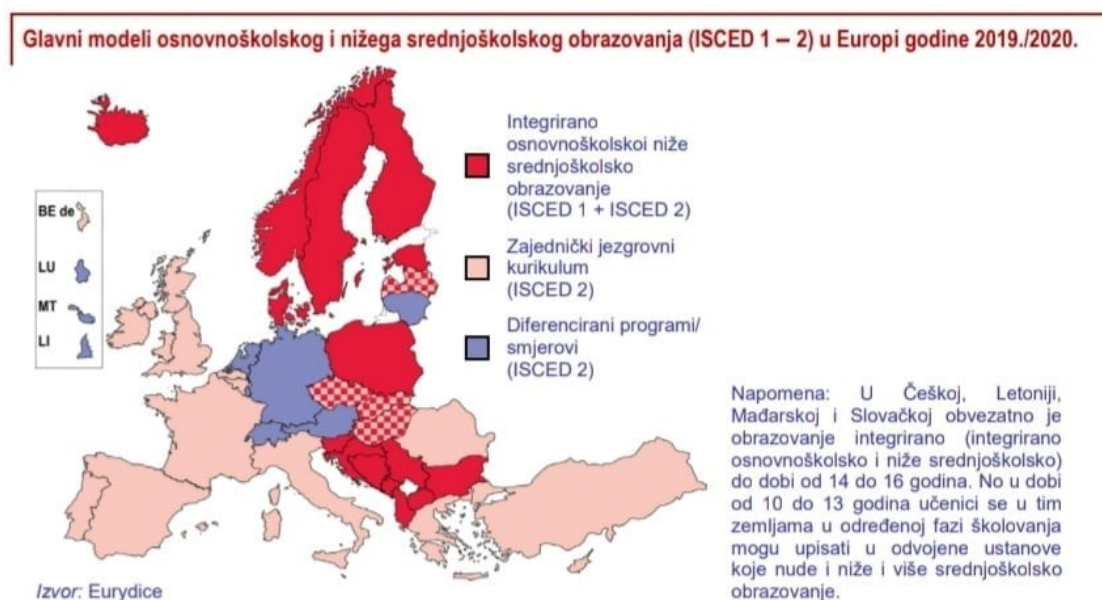 Glavni modeli osnovnoškolskog i nižega srednjoškolskog obrazovanja (ISCED 1 – 2) u Europi godine 2019./2020.
Integrirano
osnovnoškolskoi niže
srednjoškolsko
obrazovanje
(ISCED 1 + ISCED 2)
BE de
LU
MT
LI
Zajednički jezgrovni
kurikulum
(ISCED 2)
Diferencirani programi/
smjerovi
(ISCED 2)
Napomena: U Češkoj, Letoniji,
Mađarskoj i Slovačkoj obvezatno je
obrazovanje integrirano (integrirano
osnovnoškolsko i niže srednjoškolsko)
do dobi od 14 do 16 godina. No u dobi
od 10 do 13 godina učenici se u tim
zemljama u određenoj fazi školovanja
mogu upisati u odvojene ustanove
koje nude i niže i više srednjoškolsko
obrazovanje.
Izvor: Eurydice